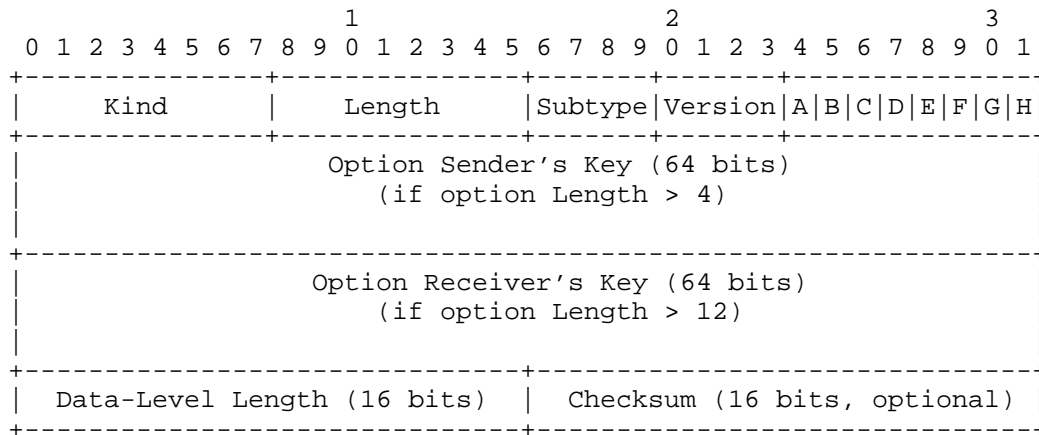 1                   2                   3
 0 1 2 3 4 5 6 7 8 9 0 1 2 3 4 5 6 7 8 9 0 1 2 3 4 5 6 7 8 9 0 1
+---------------+---------------+-------+-------+---------------
|     Kind      |    Length     |Subtype|Version|A|B|C|D|E|F|G|H
+---------------+---------------+-------+-------+---------------
|                   Option Sender's Key (64 bits)
|                      (if option Length > 4)
|
+---------------------------------------------------------------
|                  Option Receiver's Key (64 bits)
|                      (if option Length > 12)
|
+-------------------------------+-------------------------------
|  Data-Level Length (16 bits)  |  Checksum (16 bits, optional)
+-------------------------------+-------------------------------